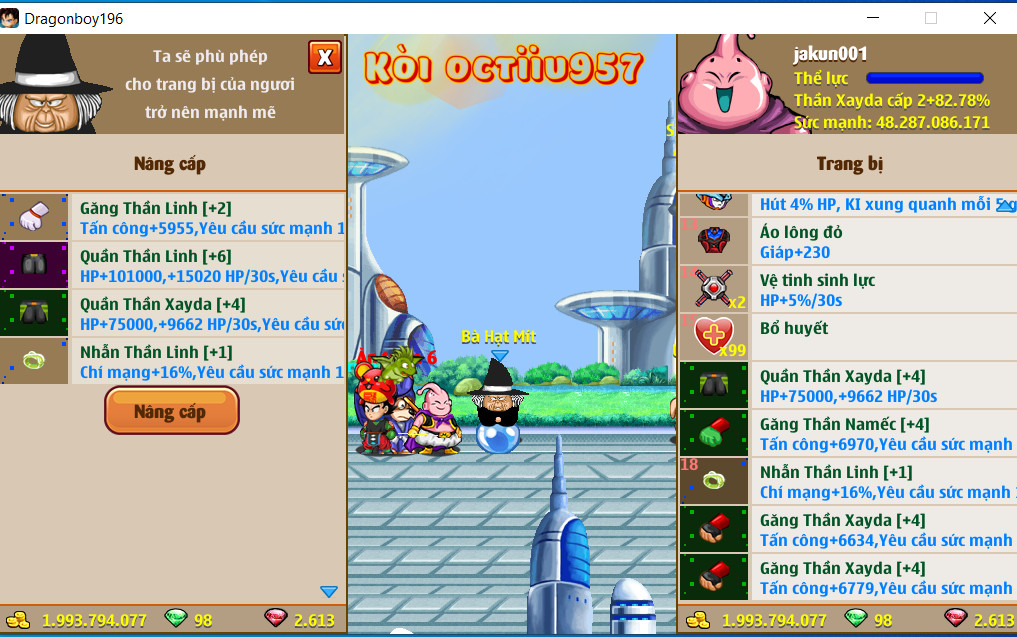 Dragonboy196
Ta sẽ phù phép
cho trang bị của ngươi
trở nên mạnh mẽ
X
Nâng cấp
Găng Thần Linh [+2]
Tấn công+5955,Yêu cầu sức mạnh 1
Quần Thần Linh [+6]
HP+101000,+15020 HP/30s,Yêu cầu
Quần Thần Xayda [+4]
HP+75000,+9662 HP/30s,Yêu cầu sức
Nhẫn Thần Linh [+1]
Chí mạng+16%,Yêu cầu sức mạnh 1
Nâng cấp
1.993.794.077
98
2.613
Kòi octiiu957
Bà Hạt Mít
6
jakun001
Thể lực
Thần Xayda cấp 2+82.78%
Sức mạnh: 48.287.086.171
Trang bị
Hút 4% HP, KI xung quanh mỗi 5 g
Áo lông đỏ
Giáp+230
Vệ tinh sinh lực
HP+5%/30s
x2
Bổ huyết
x99
Quần Thần Xayda [+4]
HP+75000,+9662 HP/30s
Găng Thần Namếc [+4]
Tấn công+6970,Yêu cầu sức mạnh
18
Nhẫn Thần Linh [+1]
Chí mạng+16%,Yêu cầu sức mạnh
Găng Thần Xayda [+4]
Tấn công+6634,Yêu cầu sức mạnh
Găng Thần Xayda [+4]
Tấn công+6779,Yêu cầu sức mạnh
1.993.794.077
98
2.613